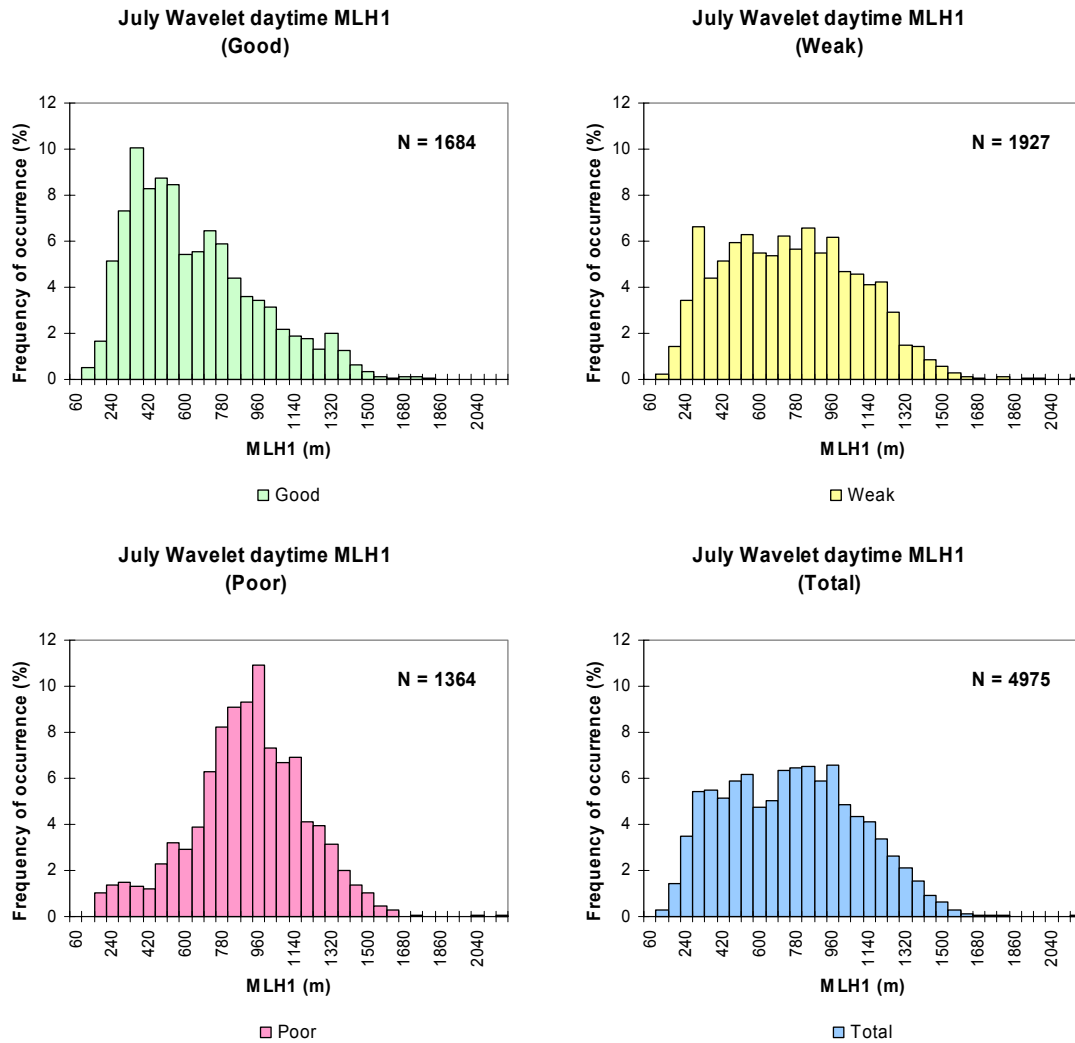 July Wavelet daytime MLH1
(Good)
12
10
8
6
4
2
0
Frequency of occurrence (%)
N = 1684
60 240 420 600 780 960 1140 1320 1500 1680 1860 2040
MLH1 (m)
Good
July Wavelet daytime MLH1
(Weak)
12
10
8
6
4
2
0
Frequency of occurrence (%)
N = 1927
60 240 420 600 780 960 1140 1320 1500 1680 1860 2040
MLH1 (m)
Weak
July Wavelet daytime MLH1
(Poor)
12
10
8
6
4
2
0
Frequency of occurrence (%)
N = 1364
60 240 420 600 780 960 1140 1320 1500 1680 1860 2040
MLH1 (m)
Poor
July Wavelet daytime MLH1
(Total)
12
10
8
6
4
2
0
Frequency of occurrence (%)
N = 4975
60 240 420 600 780 960 1140 1320 1500 1680 1860 2040
MLH1 (m)
Total